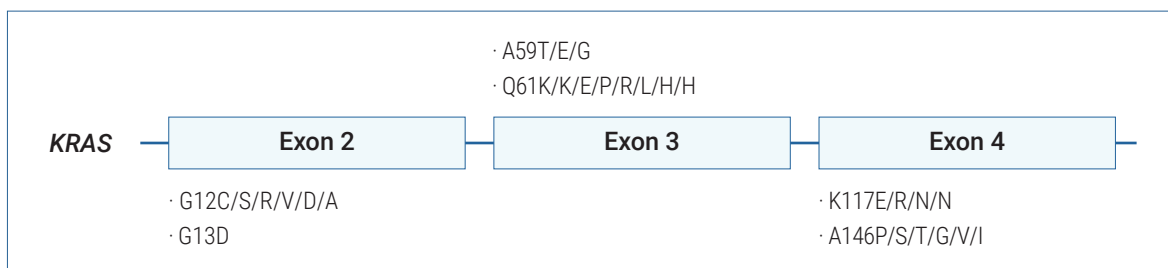 · A59T/E/G
· Q61K/K/E/P/R/L/H/H
KRAS Exon 2 Exon 3 Exon 4
· G12C/S/R/V/D/A
· G13D
· K117E/R/N/N
· A146P/S/T/G/V/I